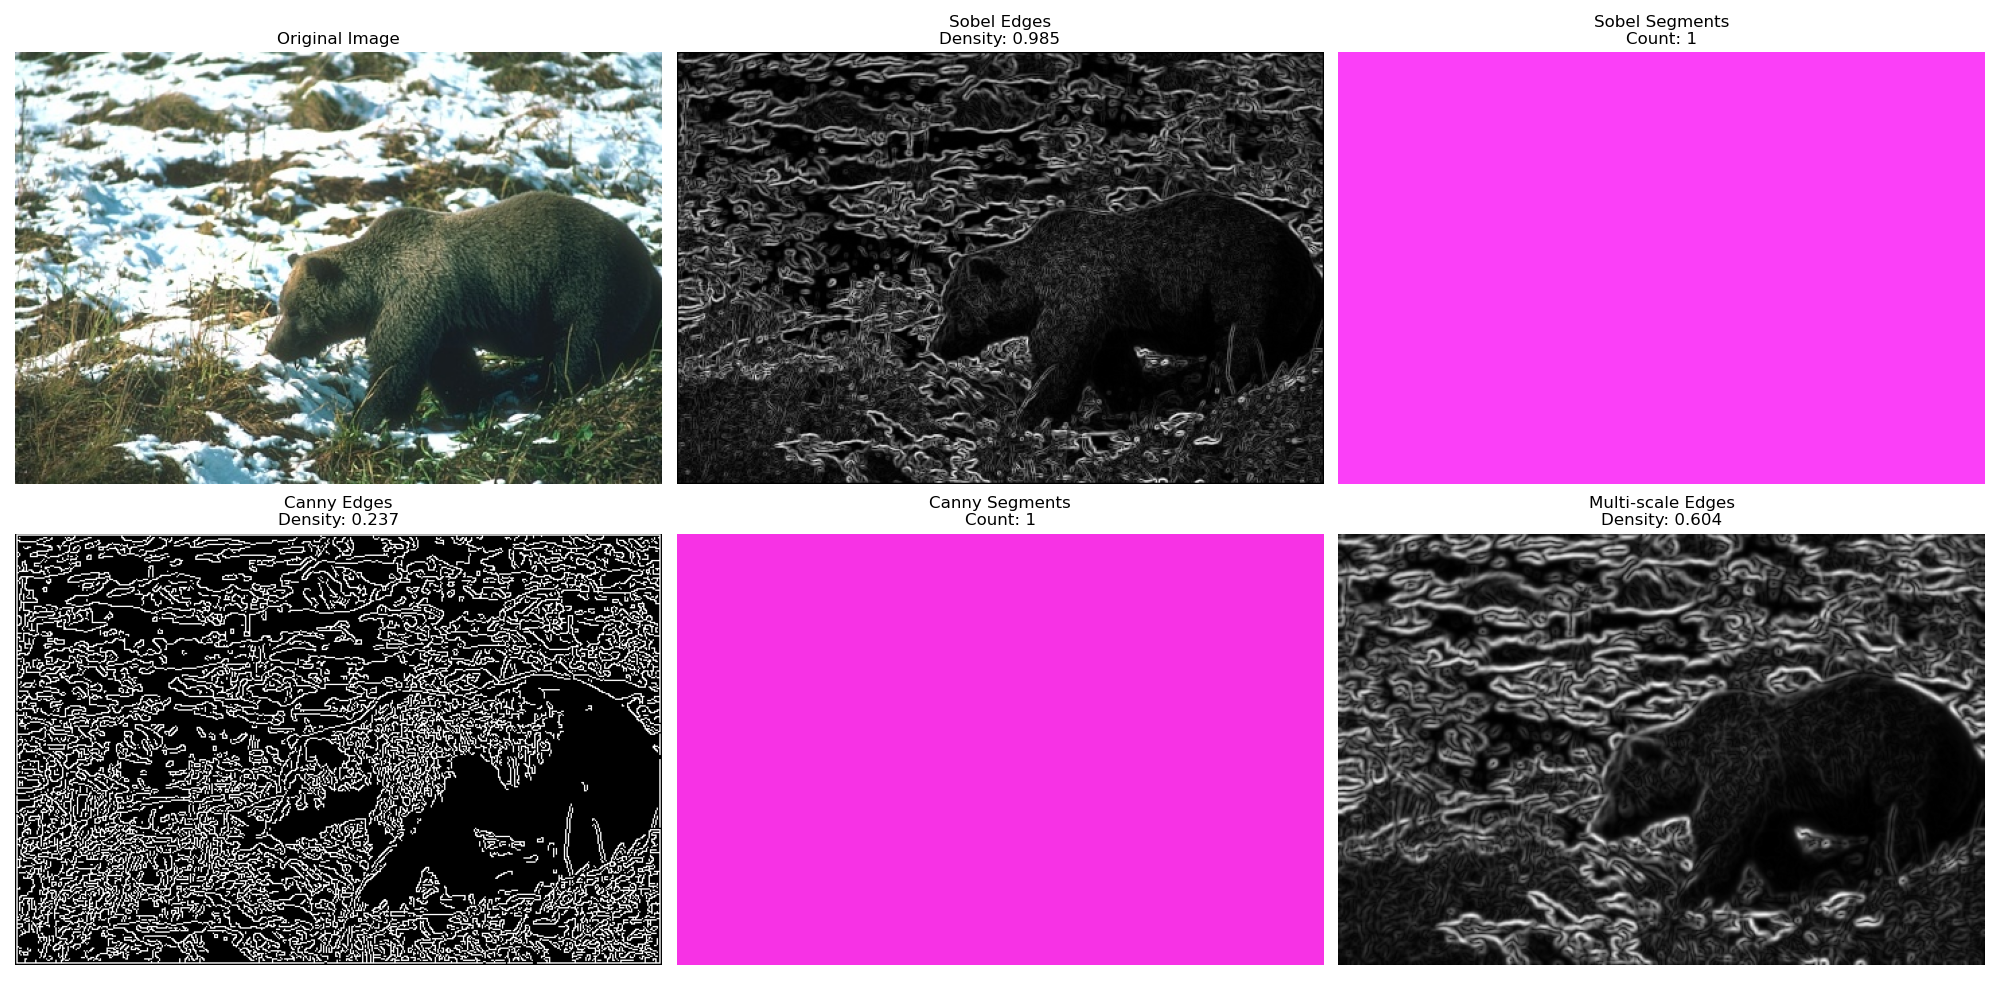 Original Image
Sobel Edges
Density: 0.985
Sobel Segments
Count: 1
Canny Edges
Density: 0.237
Canny Segments
Count: 1
Multi-scale Edges
Density: 0.604